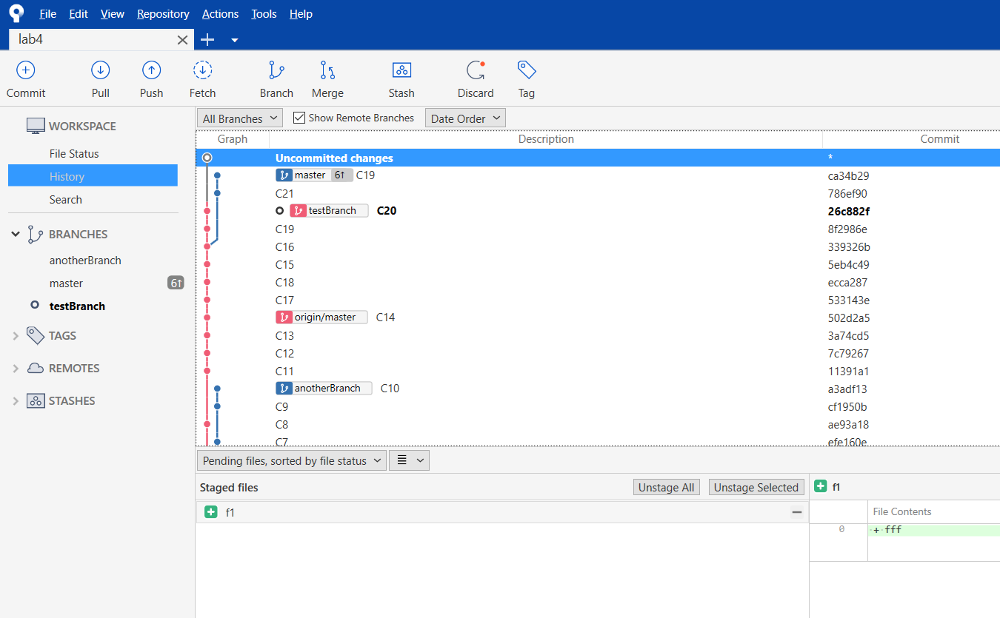 File Edit View Repository Actions Tools Help
lab4
Commit Pull Push Fetch Branch Merge Stash Discard Tag
WORKSPACE
File Status
History
Search
BRANCHES
anotherBranch
master 6↑
testBranch
TAGS
REMOTES
STASHES
All Branches Show Remote Branches Date Order
Graph Description Commit
Uncommitted changes *
master 6↑ C19 ca34b29
C21 786ef90
testBranch C20 26c882f
C19 8f2986e
C16 339326b
C15 5eb4c49
C18 ecca287
C17 533143e
origin/master C14 502d2a5
C13 3a74cd5
C12 7c79267
C11 11391a1
anotherBranch C10 a3adf13
C9 cf1950b
C8 ae93a18
C7 efe160e
Pending files, sorted by file status
Staged files Unstage All Unstage Selected
f1
f1
File Contents
0 + fff